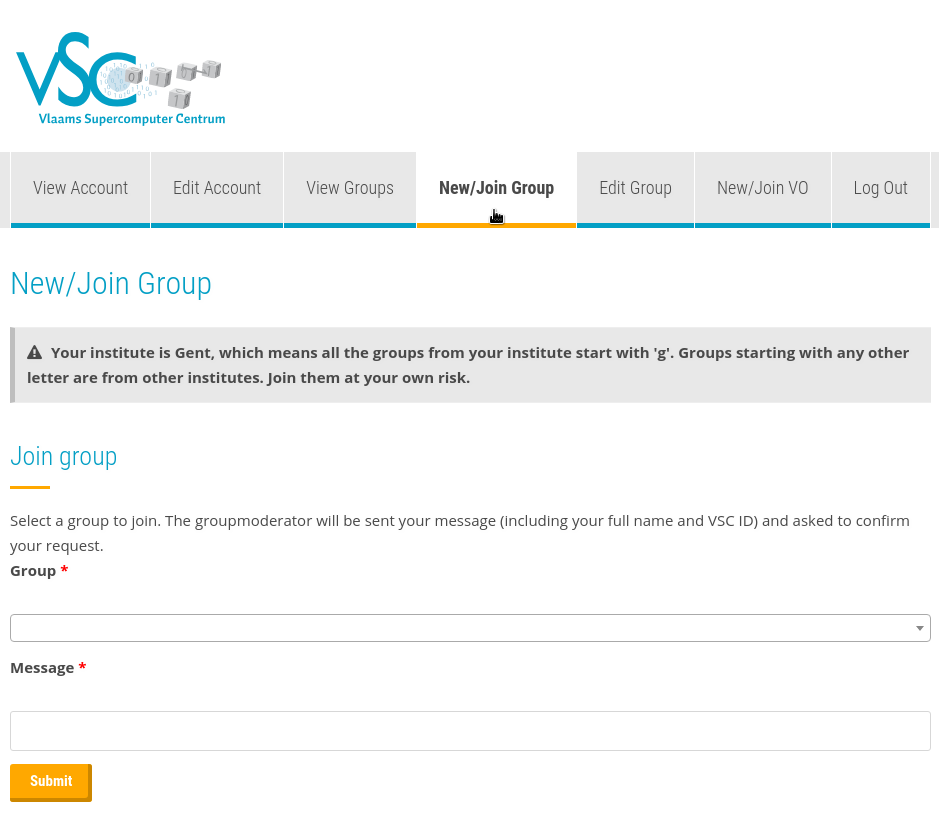 VSC
Vlaams Supercomputer Centrum
View Account Edit Account View Groups New/Join Group Edit Group New/Join VO Log Out
New/Join Group
Your institute is Gent, which means all the groups from your institute start with 'g'. Groups starting with any other
letter are from other institutes. Join them at your own risk.
Join group
Select a group to join. The groupmoderator will be sent your message (including your full name and VSC ID) and asked to confirm
your request.
Group *
Message *
Submit